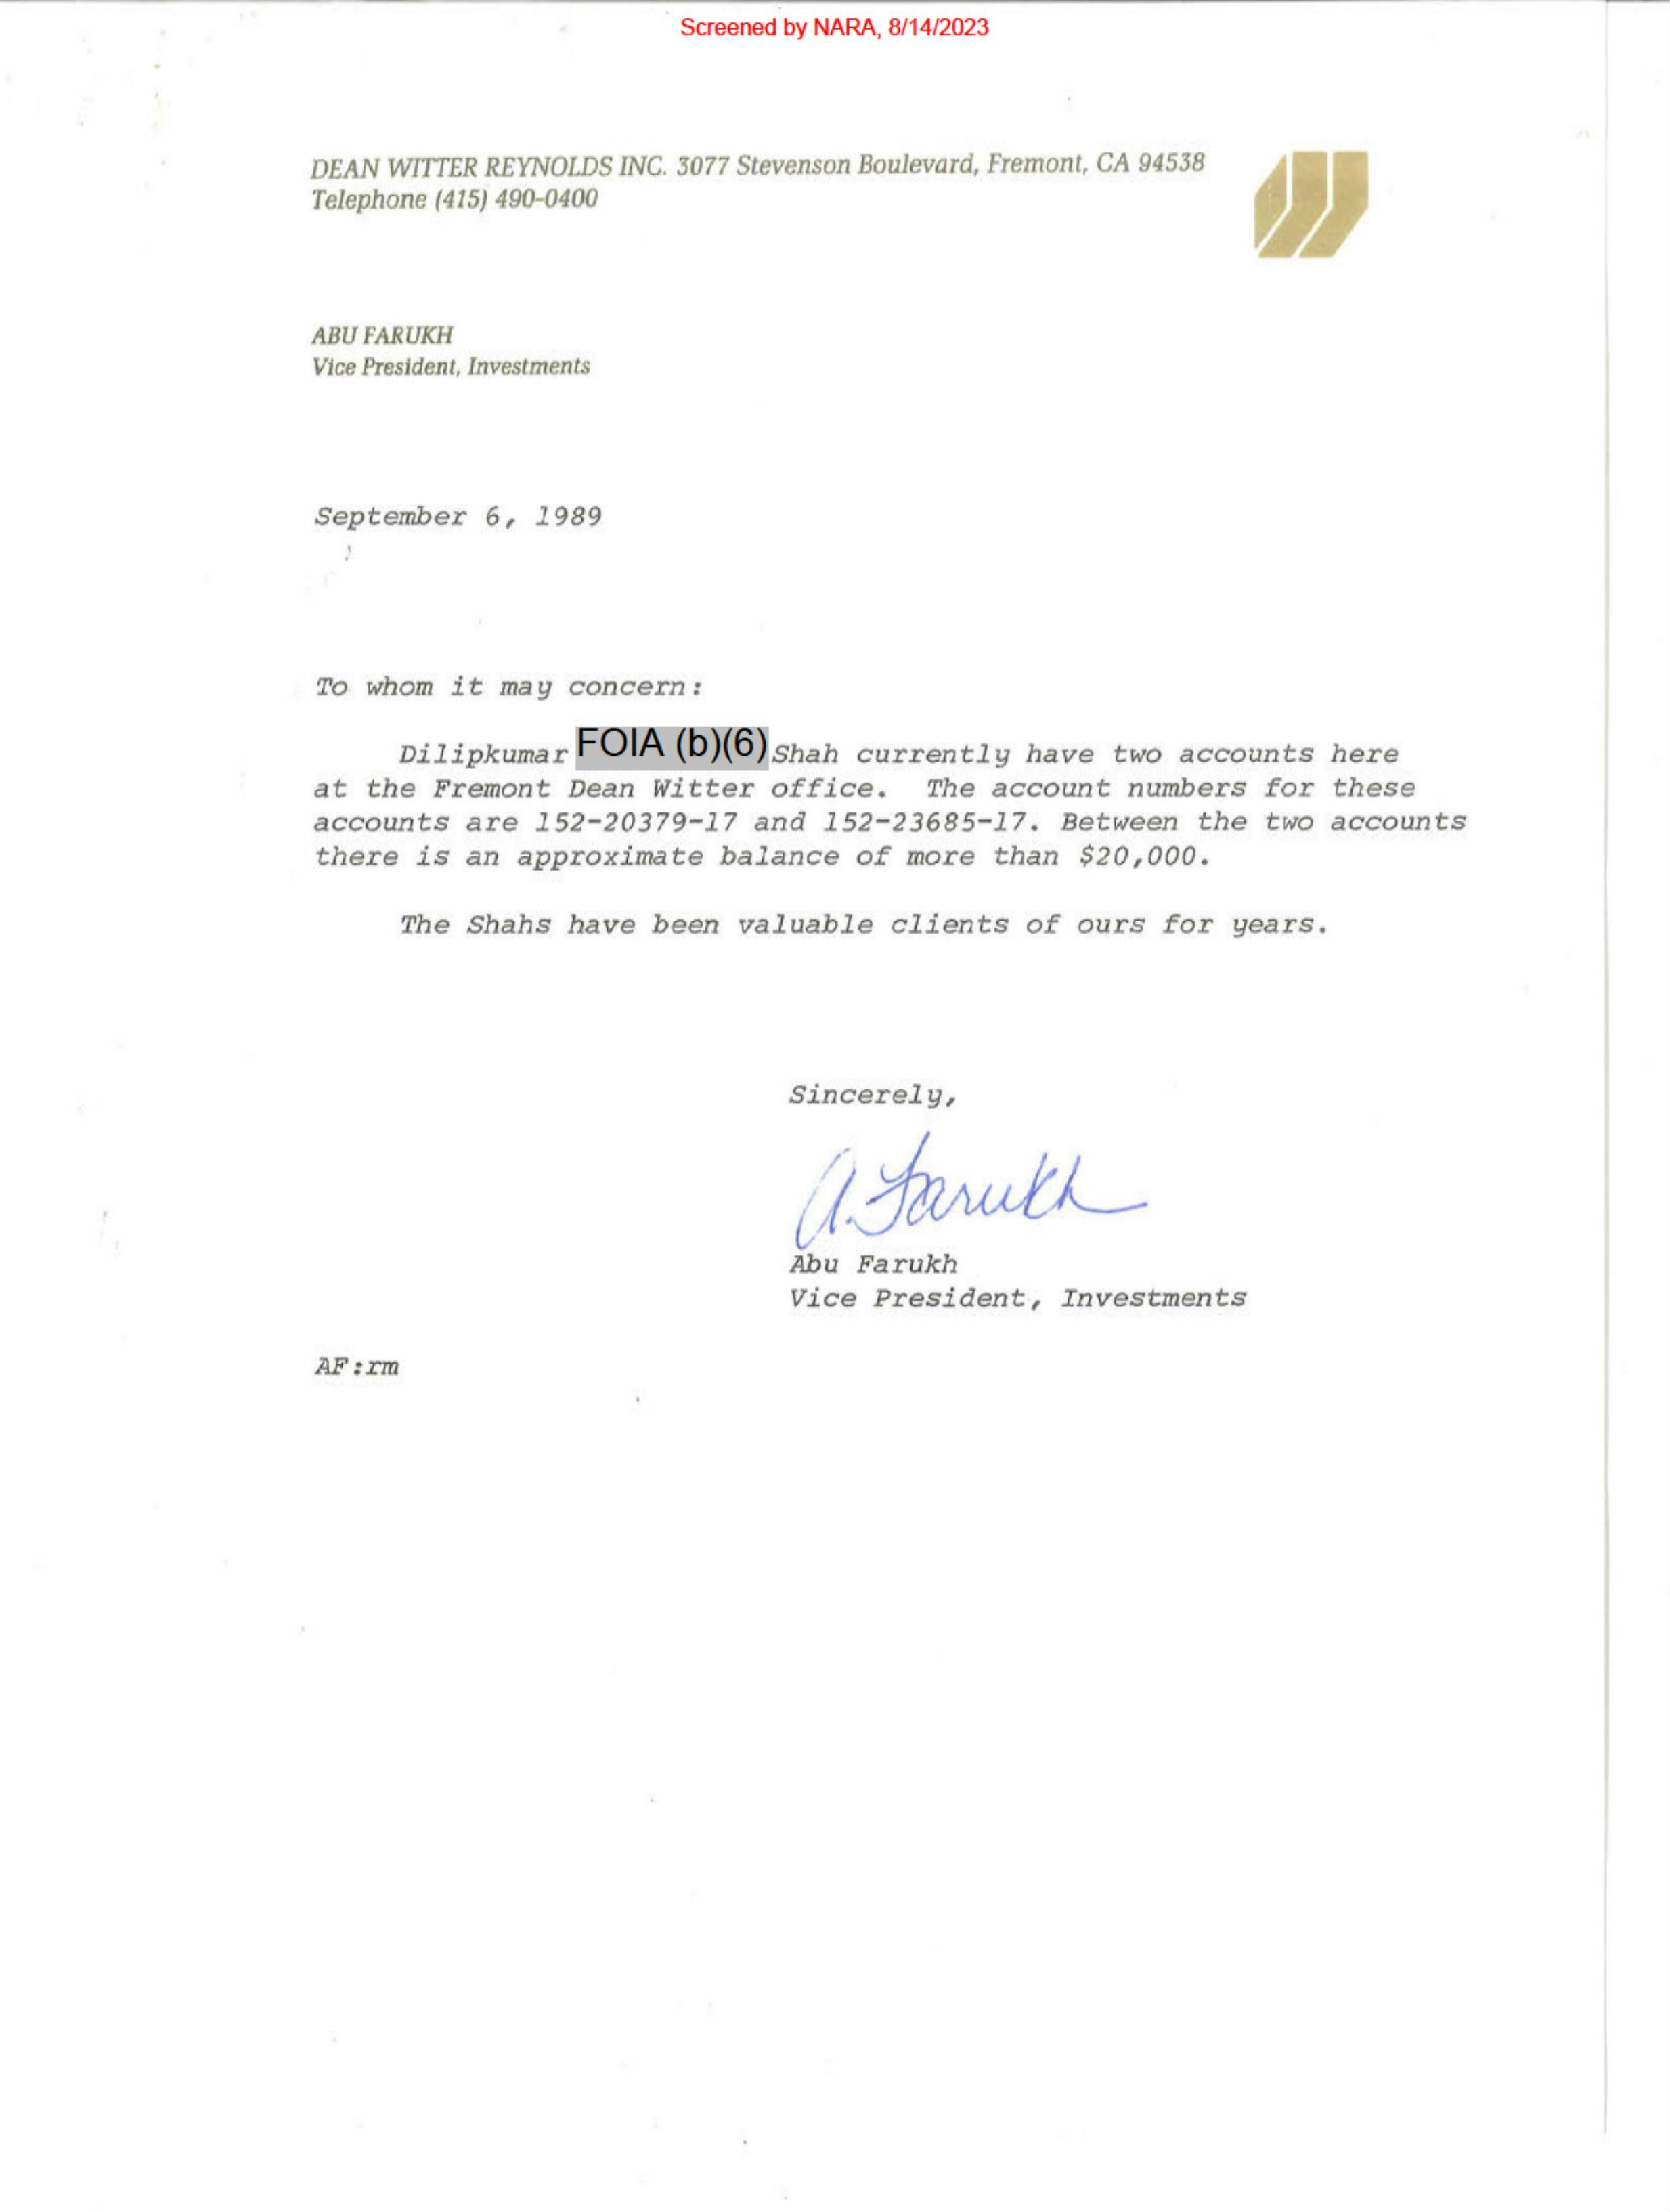 Screened by NARA, 8/14/2023
DEAN WITTER REYNOLDS INC. 3077 Stevenson Boulevard, Fremont, CA 94538
Telephone (415) 490-0400
ABU FARUKH
Vice President, Investments
September 6, 1989
To whom it may concern:
Dilipkumar FOIA (b)(6) Shah currently have two accounts here
at the Fremont Dean Witter office. The account numbers for these
accounts are 152-20379-17 and 152-23685-17. Between the two accounts
there is an approximate balance of more than $20,000.
The Shahs have been valuable clients of ours for years.
Sincerely,
A. Farukh
Abu Farukh
Vice President, Investments
AF:rm